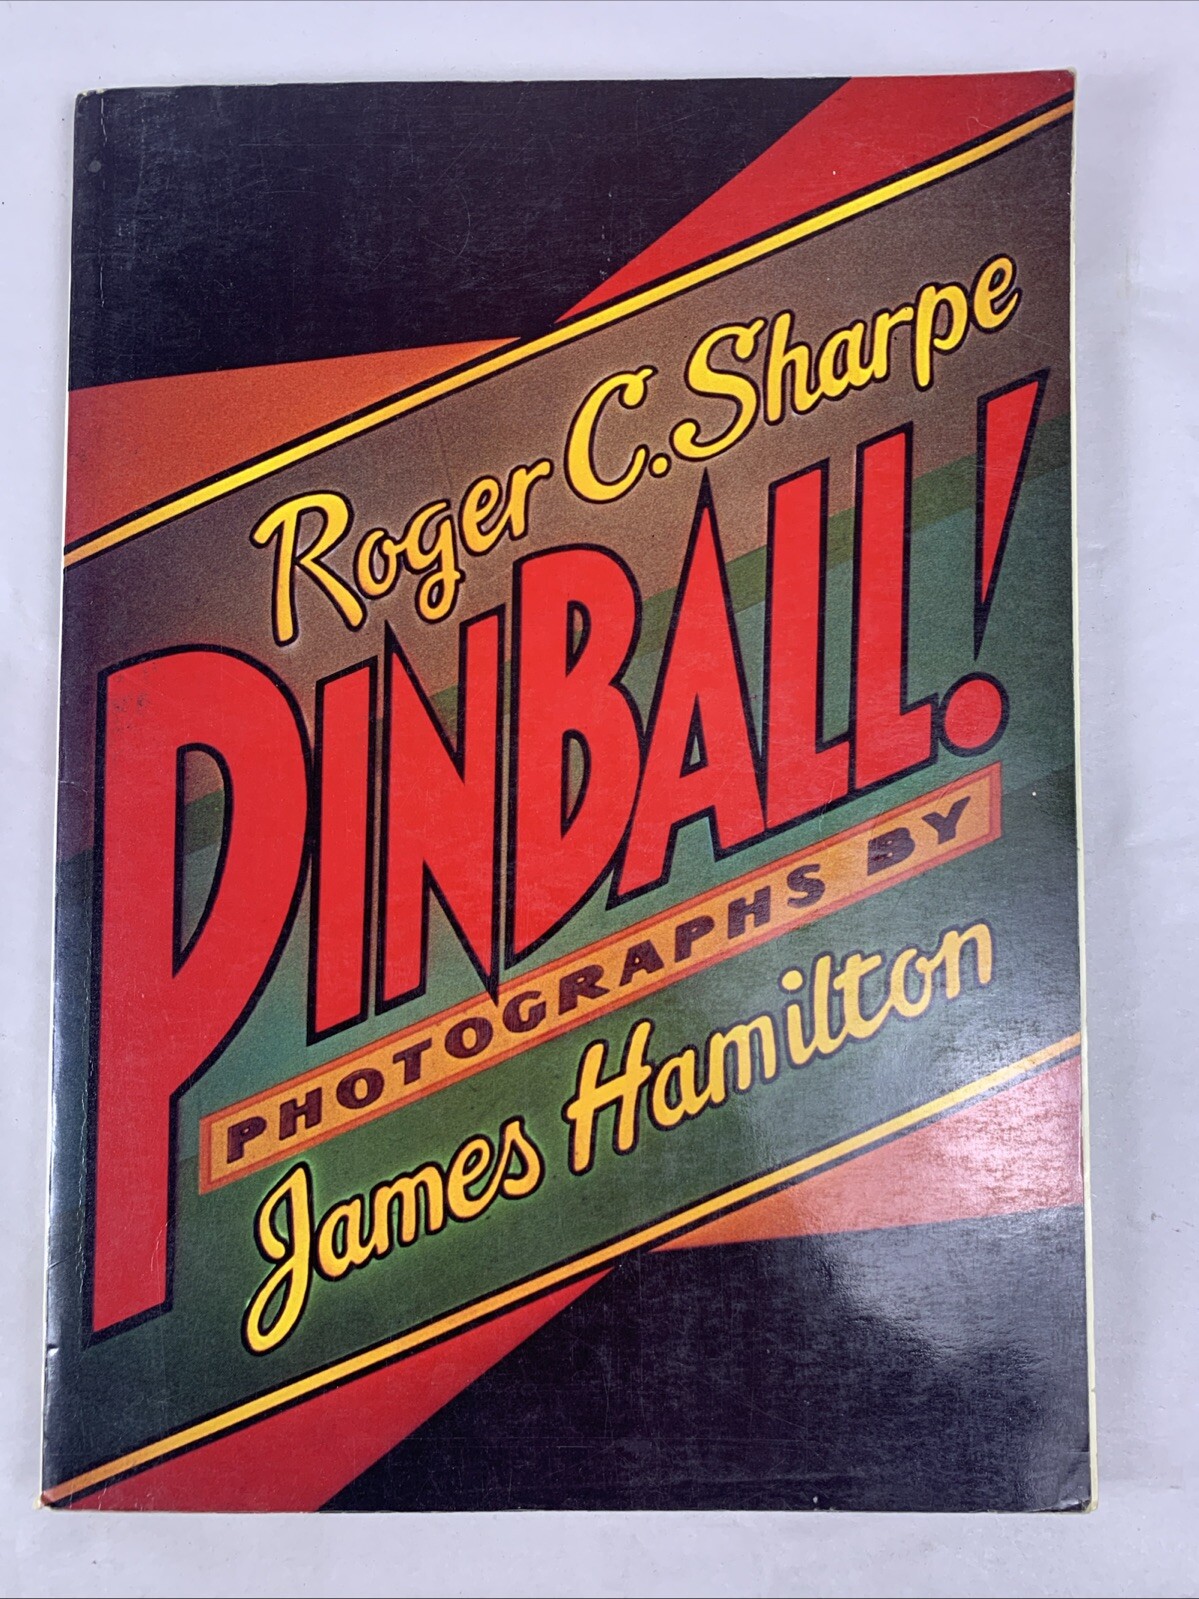 Roger C. Sharpe
PINBALL!
PHOTOGRAPHS BY
James Hamilton